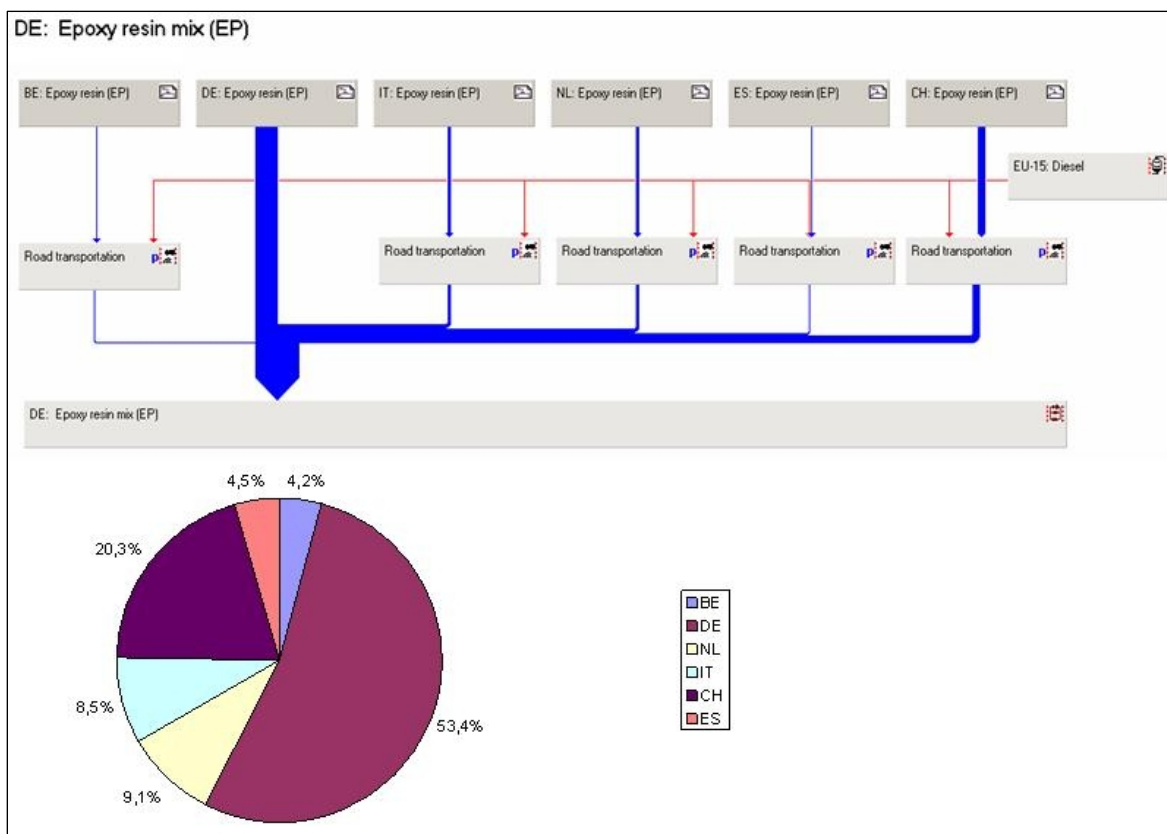 DE: Epoxy resin mix (EP)
BE: Epoxy resin (EP)
DE: Epoxy resin (EP)
IT: Epoxy resin (EP)
NL: Epoxy resin (EP)
ES: Epoxy resin (EP)
CH: Epoxy resin (EP)
EU-15: Diesel
Road transportation
p
Road transportation
p
Road transportation
p
Road transportation
p
Road transportation
p
DE: Epoxy resin mix (EP)
4,5%
4,2%
20,3%
8,5%
9,1%
53,4%
BE
DE
NL
IT
CH
ES